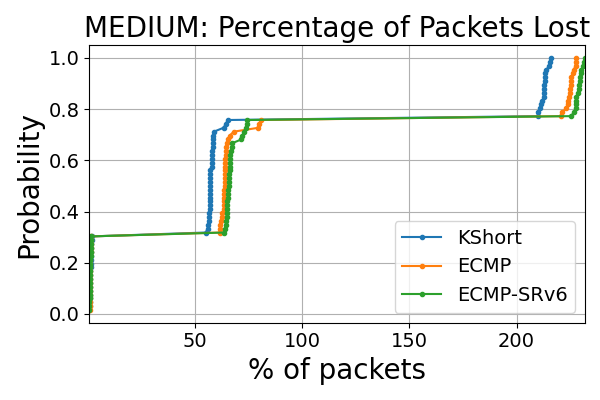 MEDIUM: Percentage of Packets Lost
Probability
1.0
0.8
0.6
0.4
0.2
0.0
KShort
ECMP
ECMP-SRv6
50
100
150
200
% of packets